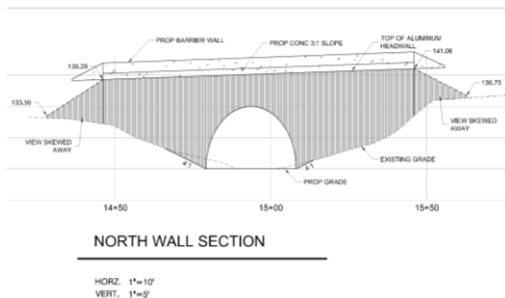 PROP BARRIER WALL
PROP CONC 3:1 SLOPE
TOP OF ALUMINUM
HEADWALL
139.29
141.06
136.75
133.50
VIEW SKEWED
AWAY
VIEW SKEWED
AWAY
EXISTING GRADE
4:1
PROP GRADE
14+50
15+00
15+50
NORTH WALL SECTION
HORZ. 1"=10'
VERT. 1"=5'